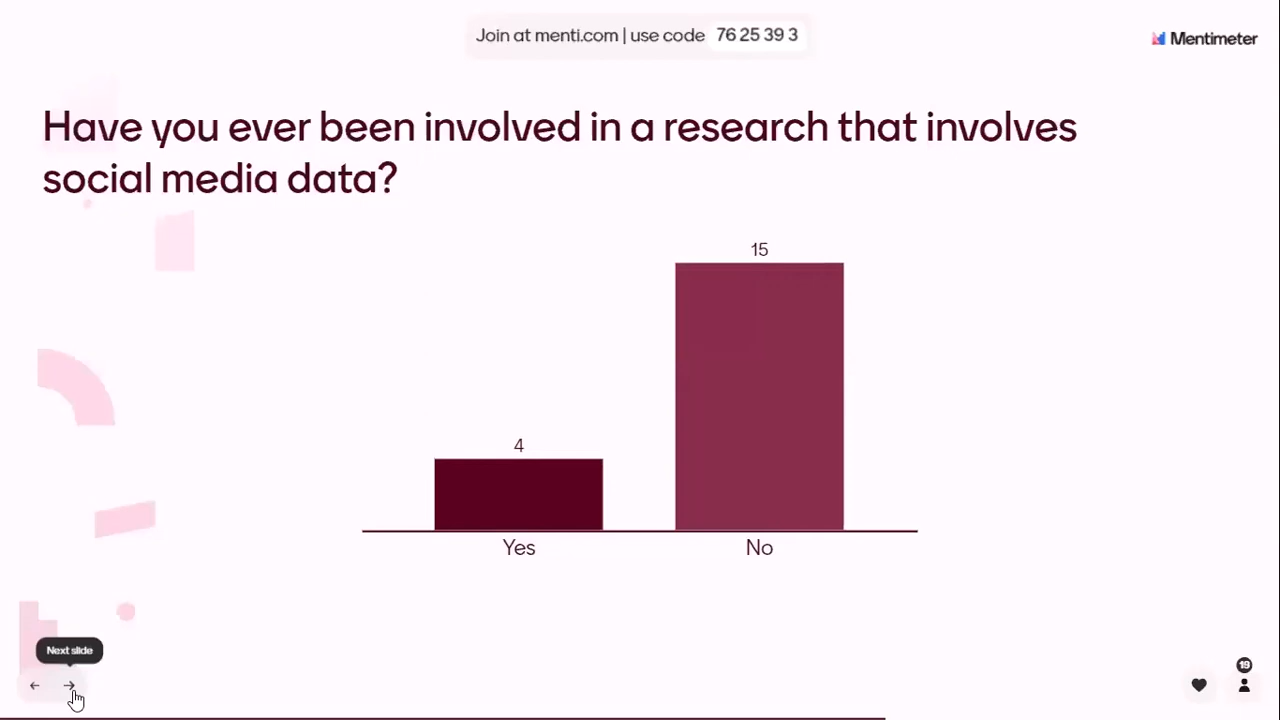 Join at menti.com | use code 76 25 39 3
Mentimeter
Have you ever been involved in a research that involves
social media data?
15
4
Yes
No
Next slide
19